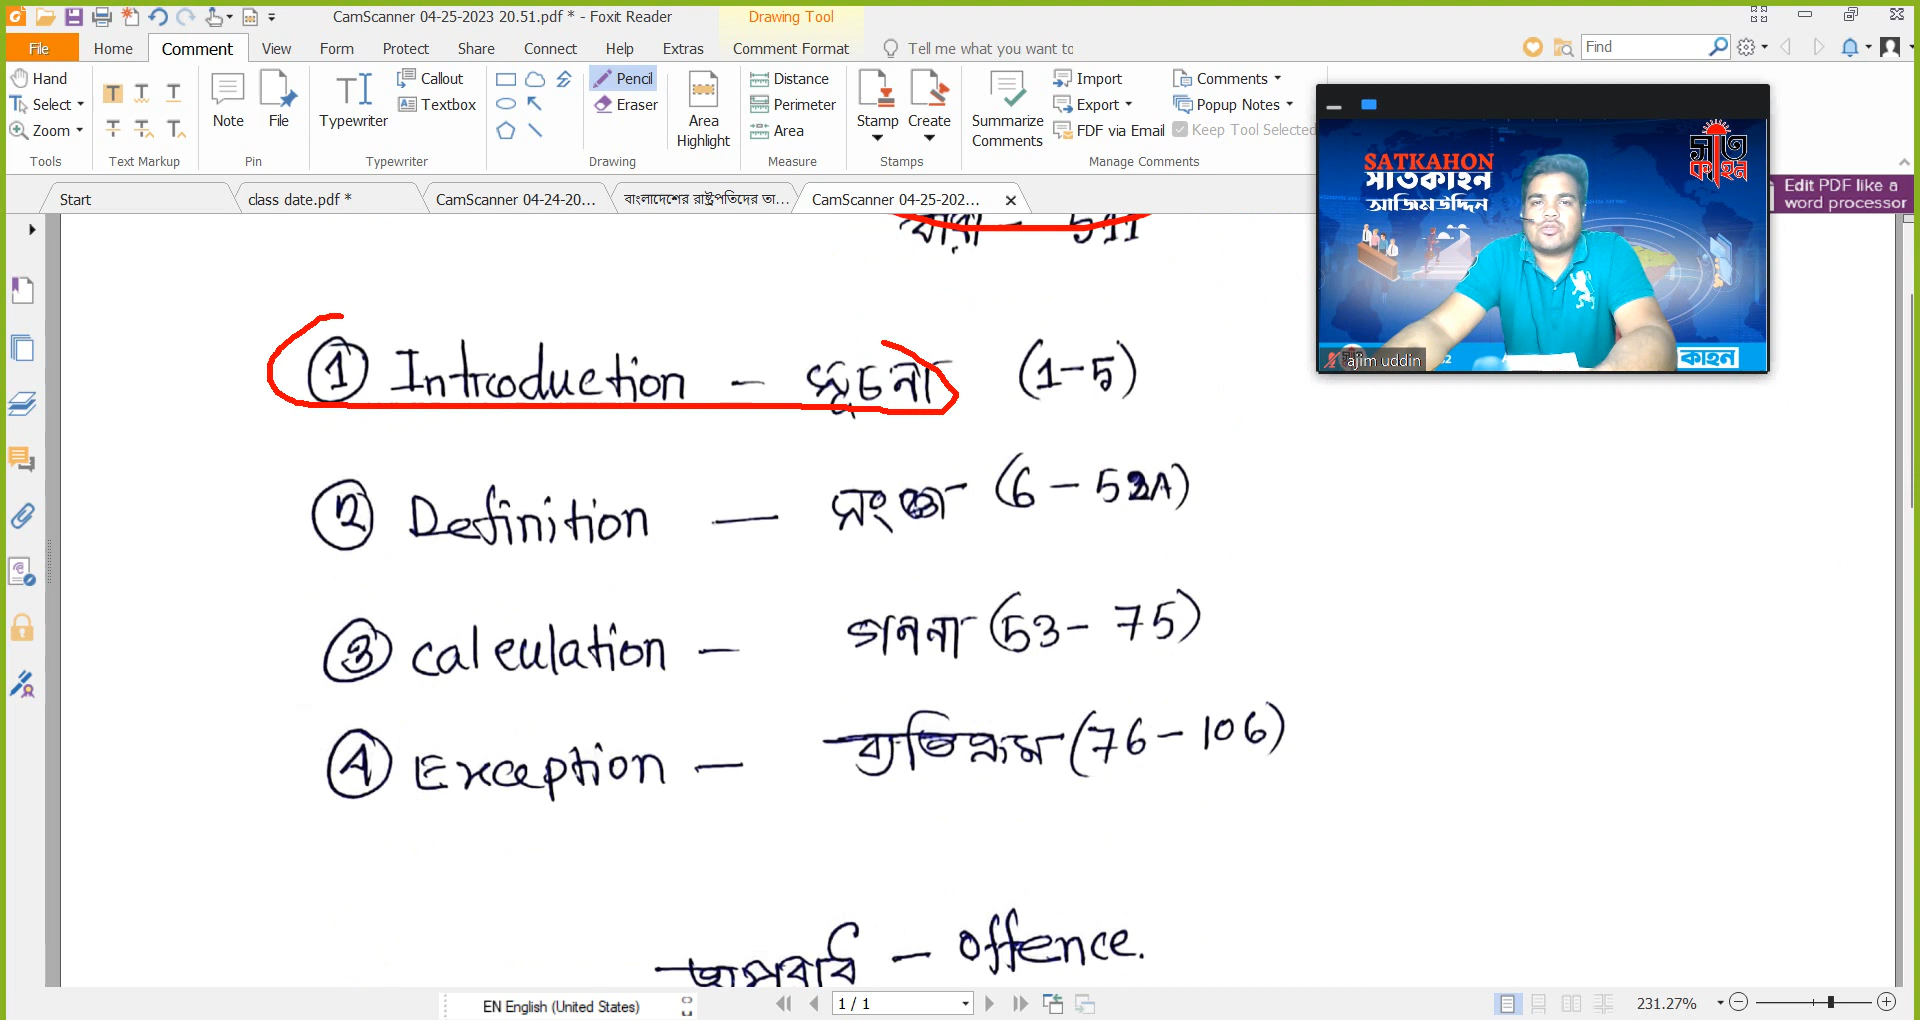 CamScanner 04-25-2023 20.51.pdf * - Foxit Reader
Drawing Tool
File Home Comment View Form Protect Share Connect Help Extras Comment Format Tell me what you want to Find
Hand
Select
Zoom
Tools
Text Markup
Note
File
Pin
Typewriter
Callout
Textbox
Typewriter
Pencil
Eraser
Drawing
Area
Highlight
Distance
Perimeter
Area
Measure
Stamp
Create
Stamps
Summarize
Comments
Import
Export
FDF via Email
Comments
Popup Notes
Keep Tool Selected
Manage Comments
Start
class date.pdf *
CamScanner 04-24-20...
বাংলাদেশের রাষ্ট্রপতিদের তা...
CamScanner 04-25-202...
Edit PDF like a
word processor
SATKAHON
সাতকাহন
আজিমউদ্দিন
সাত
কাহন
ajim uddin
কাহন
ধারা - 511
1 Introduction - সূচনা (1-5)
2 Definition — সংজ্ঞা (6 - 52A)
3 calculation - গননা (53 - 75)
4 Exception - ব্যতিক্রম (76 - 106)
অপরাধ - offence.
EN English (United States)
1 / 1
231.27%